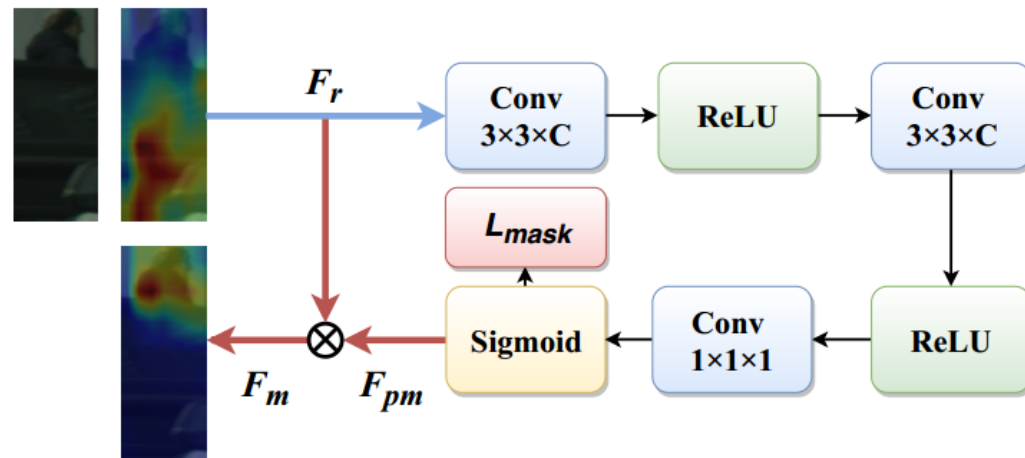 F_r
Conv
3×3×C
ReLU
Conv
3×3×C
L_mask
Sigmoid
Conv
1×1×1
ReLU
F_m
F_pm